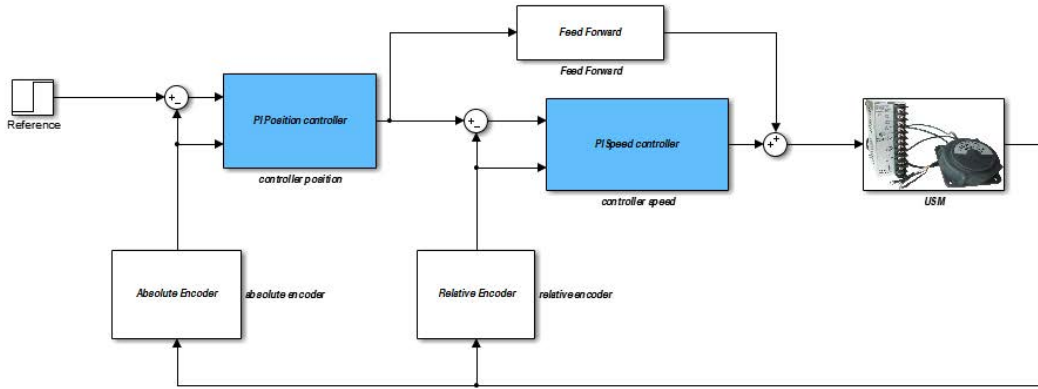 Feed Forward
Feed Forward
Reference
+
−
PI Position controller
controller position
+
−
PI Speed controller
controller speed
+
+
USM
Absolute Encoder
absolute encoder
Relative Encoder
relative encoder